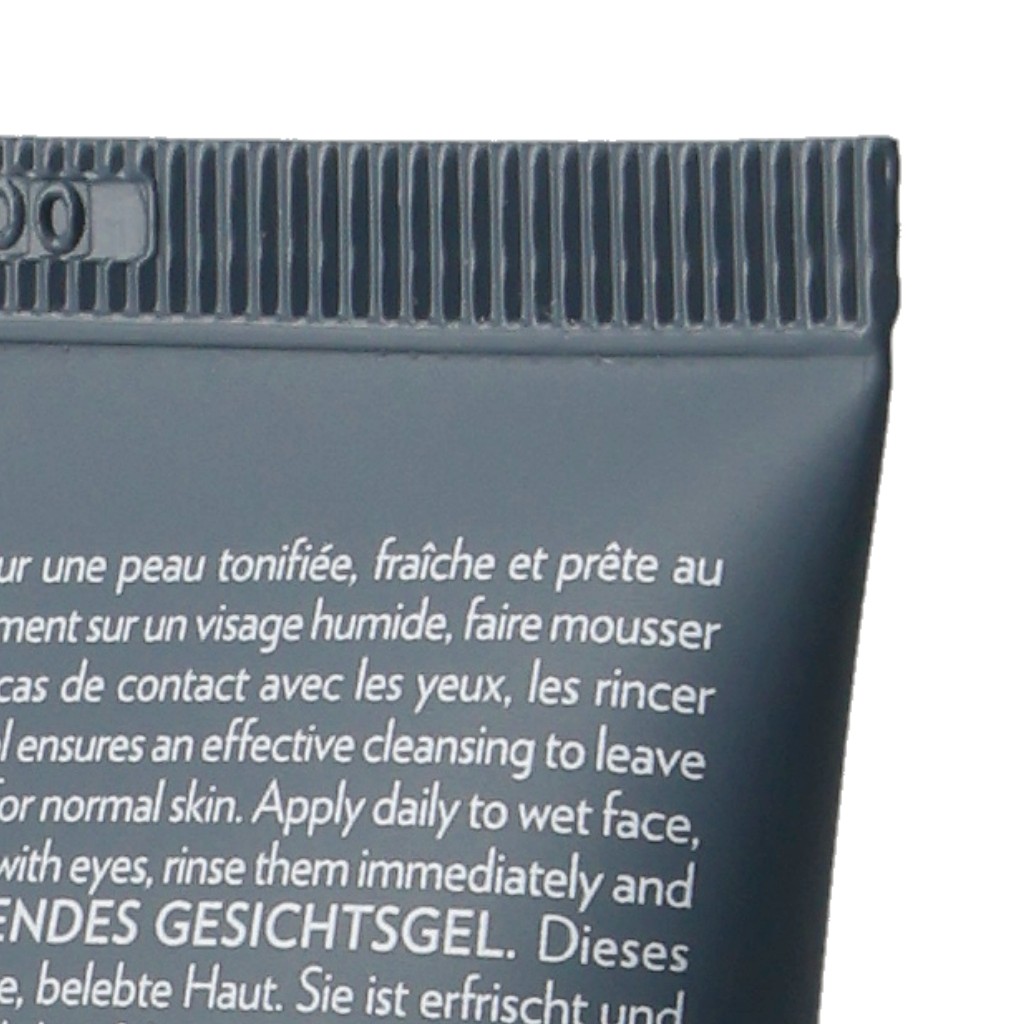 00
ur une peau tonifiée, fraîche et prête au
ment sur un visage humide, faire mousser
cas de contact avec les yeux, les rincer
l ensures an effective cleansing to leave
or normal skin. Apply daily to wet face,
with eyes, rinse them immediately and
ENDES GESICHTSGEL. Dieses
e, belebte Haut. Sie ist erfrischt und